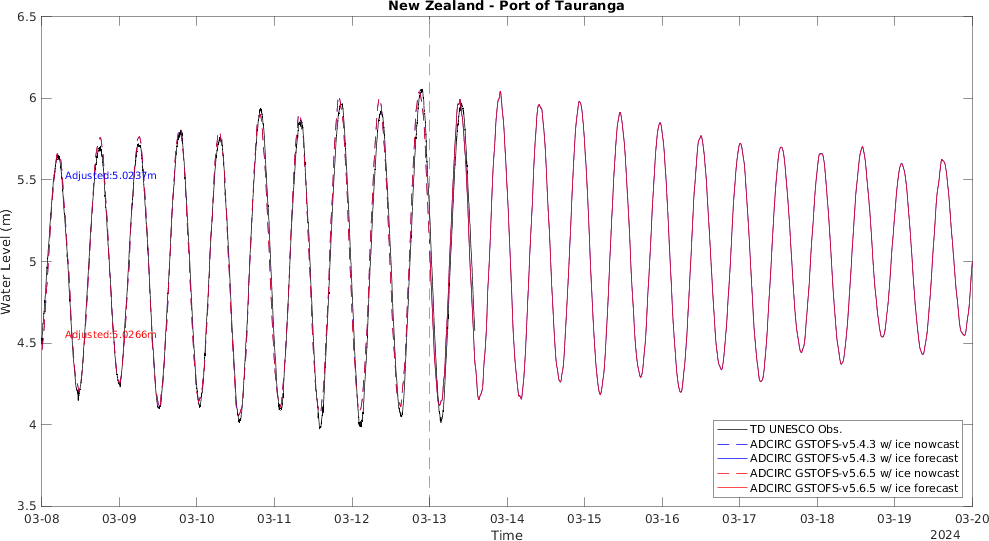 New Zealand - Port of Tauranga
6.5
6
5.5
5
4.5
4
3.5
Water Level (m)
Adjusted:5.0237m
Adjusted:5.0266m
TD UNESCO Obs.
ADCIRC GSTOFS-v5.4.3 w/ ice nowcast
ADCIRC GSTOFS-v5.4.3 w/ ice forecast
ADCIRC GSTOFS-v5.6.5 w/ ice nowcast
ADCIRC GSTOFS-v5.6.5 w/ ice forecast
03-08 03-09 03-10 03-11 03-12 03-13 03-14 03-15 03-16 03-17 03-18 03-19 03-20
Time
2024